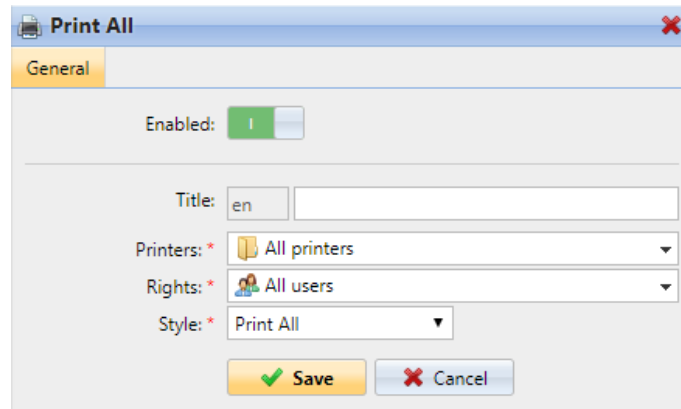 Print All
General
Enabled: I
Title: en
Printers: * All printers
Rights: * All users
Style: * Print All
Save Cancel